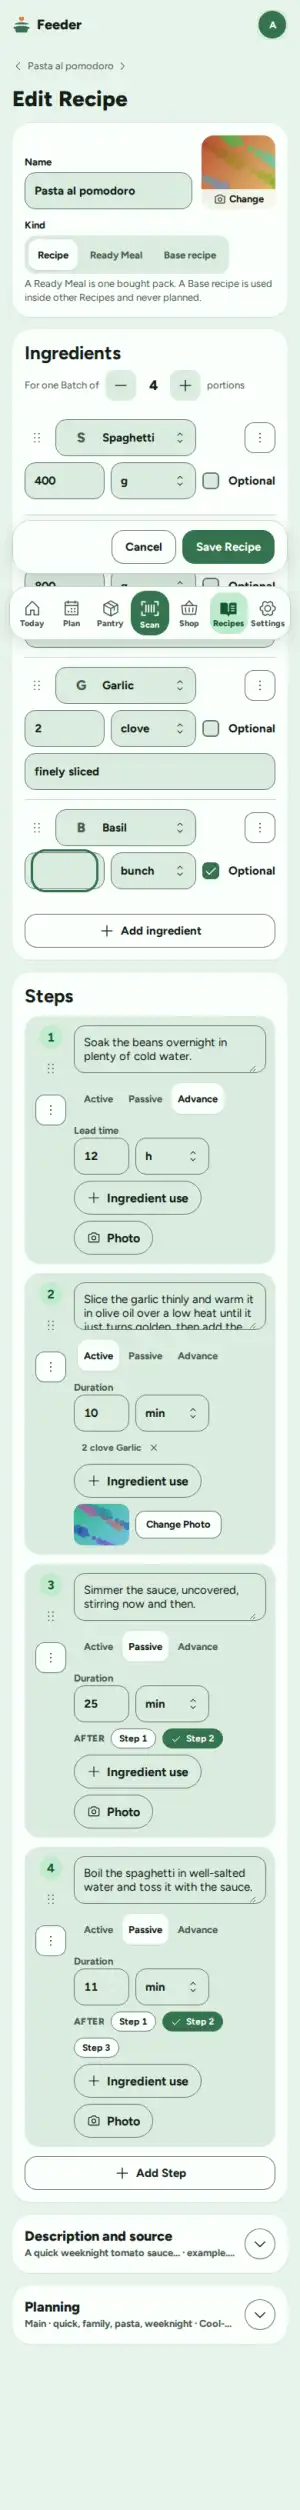 Feeder
A
Pasta al pomodoro
Edit Recipe
Name
Pasta al pomodoro
Change
Kind
Recipe
Ready Meal
Base recipe
A Ready Meal is one bought pack. A Base recipe is used
inside other Recipes and never planned.
Ingredients
For one Batch of
4
portions
S Spaghetti
400
g
Optional
Cancel
Save Recipe
800
g
Optional
Today
Plan
Pantry
Scan
Shop
Recipes
Settings
G Garlic
2
clove
Optional
finely sliced
B Basil
bunch
Optional
Add ingredient
Steps
1
Soak the beans overnight in
plenty of cold water.
Active
Passive
Advance
Lead time
12
h
Ingredient use
Photo
2
Slice the garlic thinly and warm it
in olive oil over a low heat until it
just turns golden, then add the
Active
Passive
Advance
Duration
10
min
2 clove Garlic
Ingredient use
Change Photo
3
Simmer the sauce, uncovered,
stirring now and then.
Active
Passive
Advance
Duration
25
min
AFTER
Step 1
Step 2
Ingredient use
Photo
4
Boil the spaghetti in well-salted
water and toss it with the sauce.
Active
Passive
Advance
Duration
11
min
AFTER
Step 1
Step 2
Step 3
Ingredient use
Photo
Add Step
Description and source
A quick weeknight tomato sauce... · example....
Planning
Main · quick, family, pasta, weeknight · Cool-...